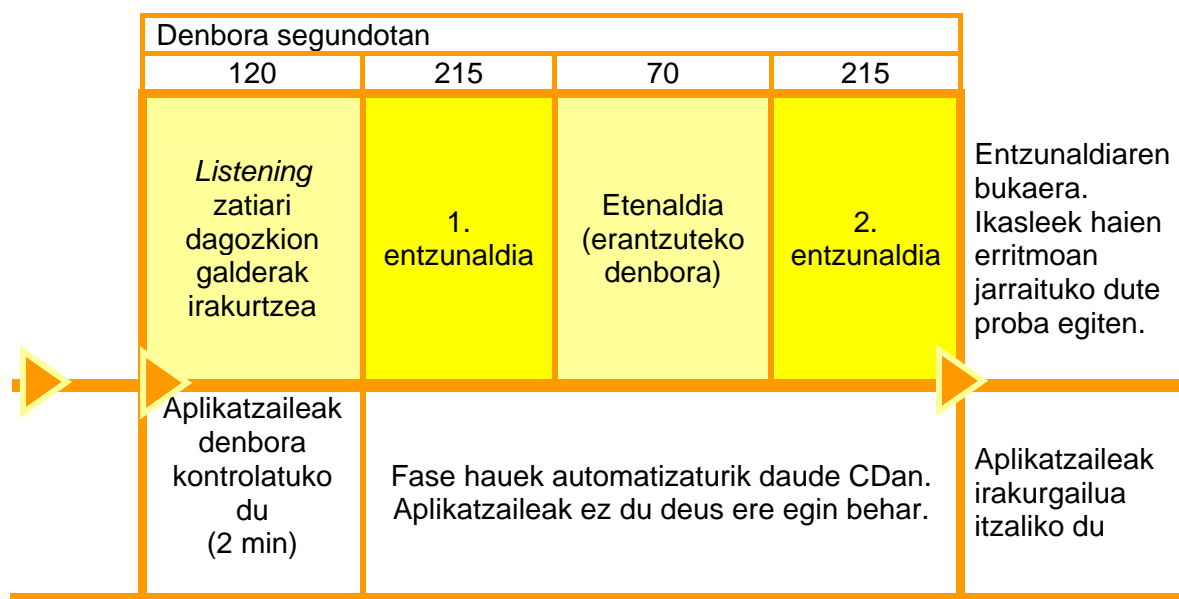 Denbora segundotan
120
215
70
215
Listening
zatiari
dagozkion
galderak
irakurtzea
1.
entzunaldia
Etenaldia
(erantzuteko
denbora)
2.
entzunaldia
Entzunaldiaren
bukaera.
Ikasleek haien
erritmoan
jarraituko dute
proba egiten.
Aplikatzaileak
denbora
kontrolatuko
du
(2 min)
Fase hauek automatizaturik daude CDan.
Aplikatzaileak ez du deus ere egin behar.
Aplikatzaileak
irakurgailua
itzaliko du